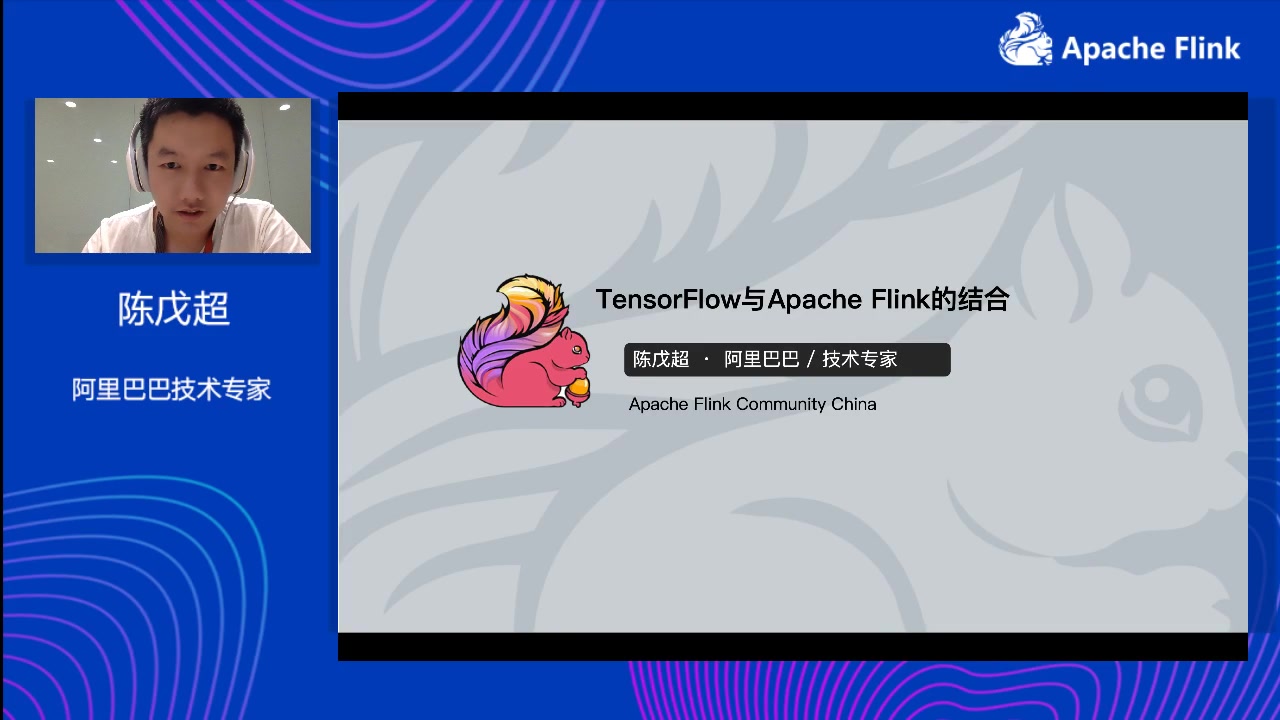 Apache Flink
陈戊超
阿里巴巴技术专家
TensorFlow与Apache Flink的结合
陈戊超 · 阿里巴巴 / 技术专家
Apache Flink Community China